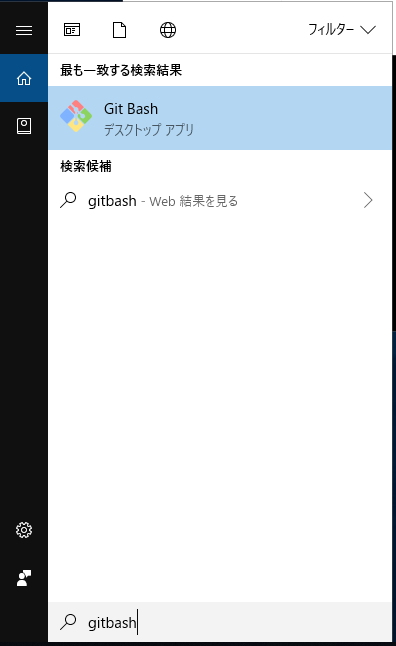 フィルター
最も一致する検索結果
Git Bash
デスクトップ アプリ
検索候補
gitbash - Web 結果を見る
gitbash